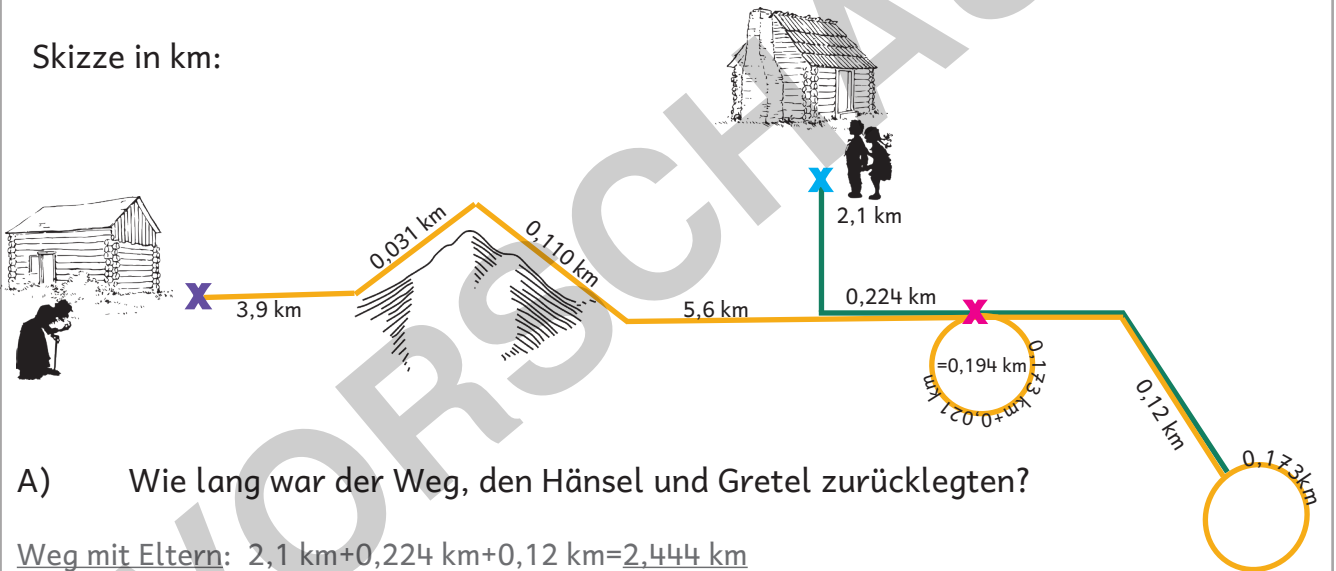 Skizze in km:
2,1 km
0,031 km
0,110 km
3,9 km
5,6 km
0,224 km
=0,194 km
0,173 km+0,021 km
0,12 km
0,173km
A) Wie lang war der Weg, den Hänsel und Gretel zurücklegten?
Weg mit Eltern: 2,1 km+0,224 km+0,12 km=2,444 km
VORSCHAU